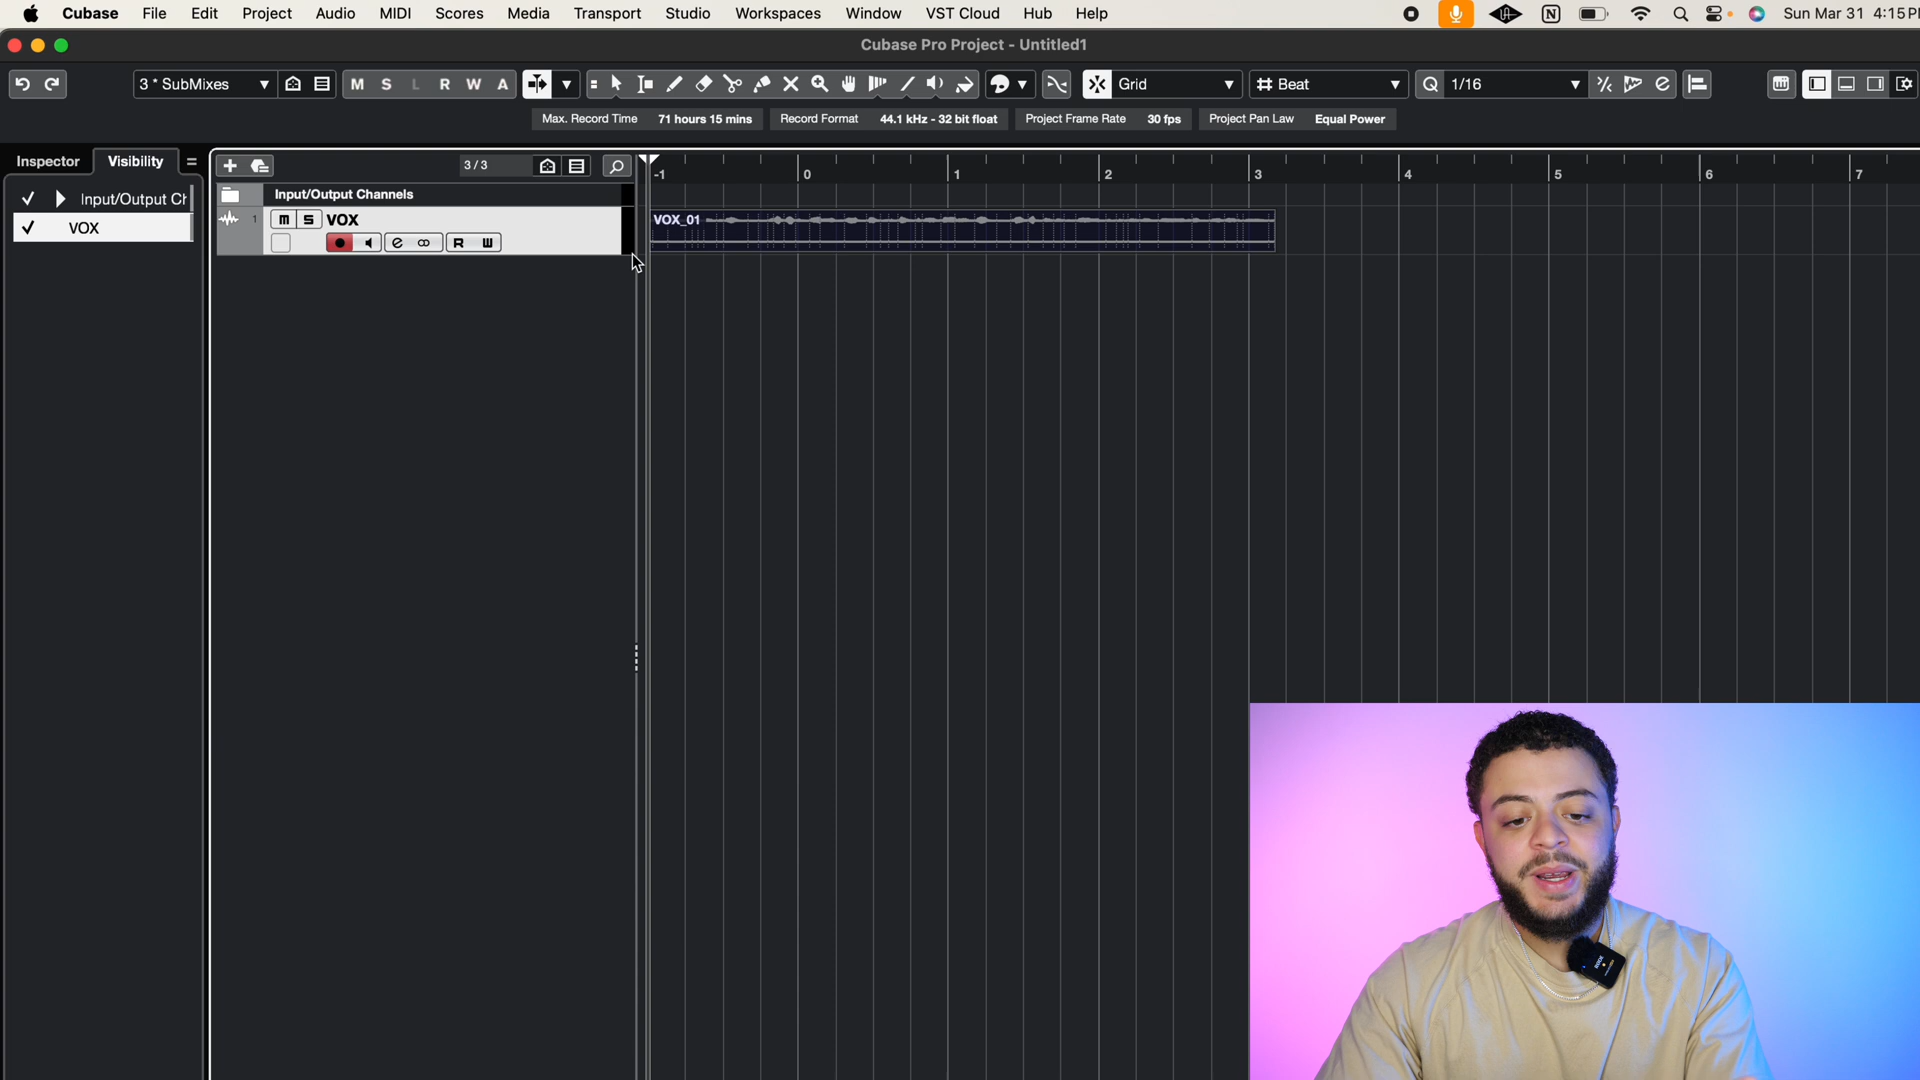 Cubase File Edit Project Audio MIDI Scores Media Transport Studio Workspaces Window VST Cloud Hub Help Sun Mar 31 4:15P
Cubase Pro Project - Untitled1
3 * SubMixes M S L R W A Grid Beat Q 1/16
Max. Record Time 71 hours 15 mins Record Format 44.1 kHz - 32 bit float Project Frame Rate 30 fps Project Pan Law Equal Power
Inspector Visibility 3 / 3
-1 0 1 2 3 4 5 6 7
Input/Output Ch Input/Output Channels
VOX 1 m S VOX VOX_01
e R W